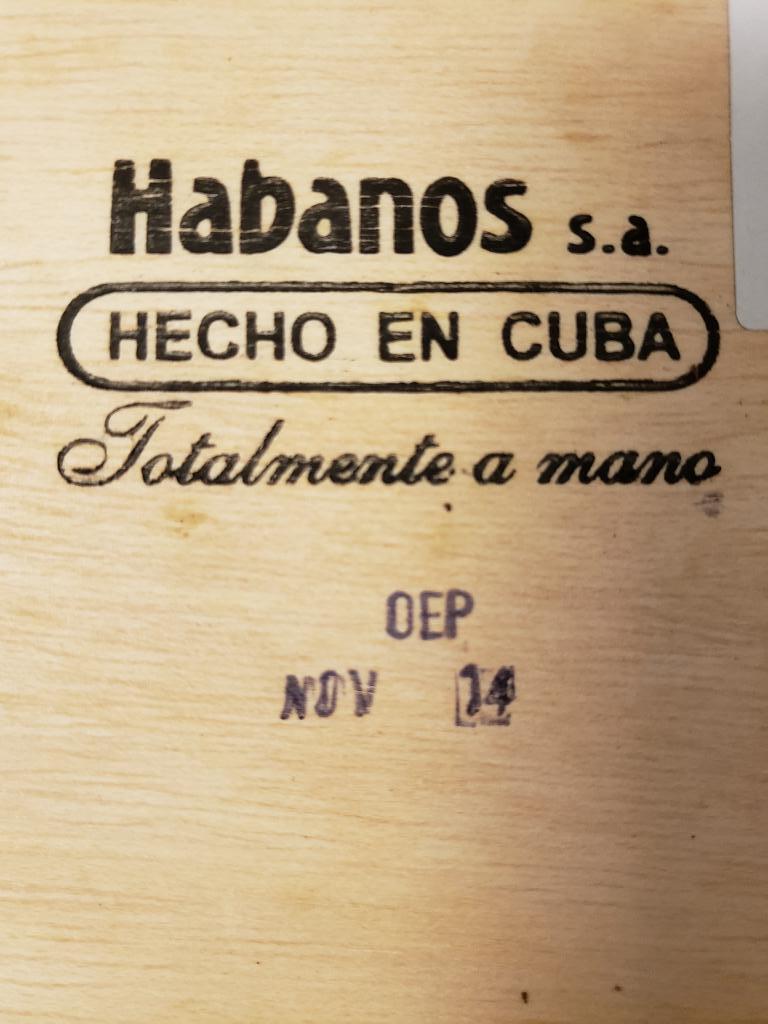 Habanos s.a.
HECHO EN CUBA
Totalmente a mano
OEP
NOV 14